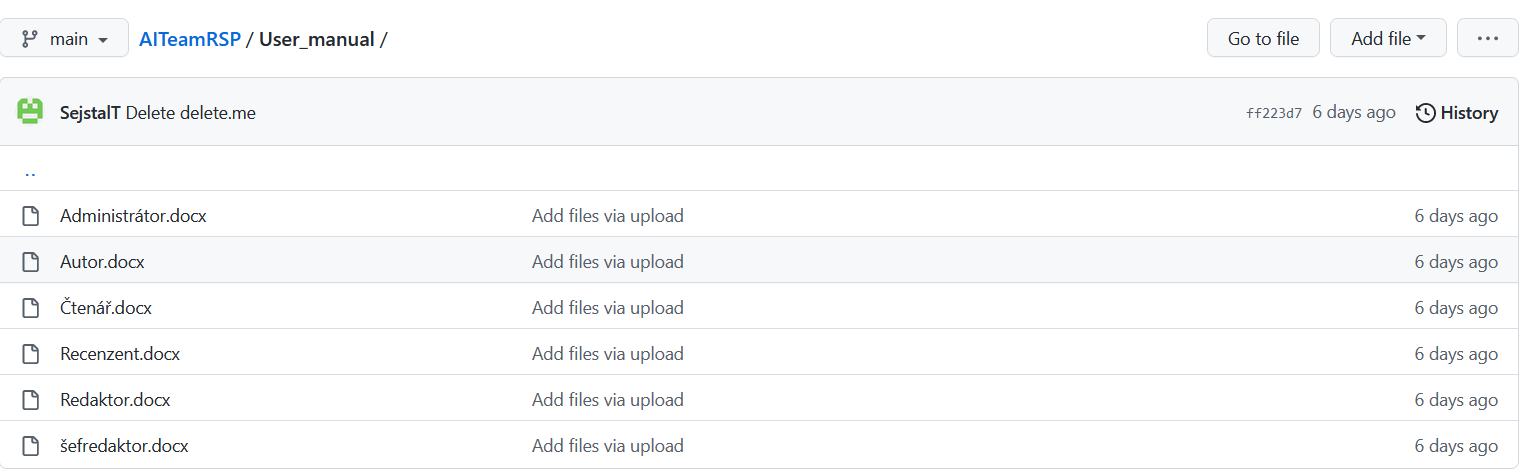 main AITeamRSP / User_manual / Go to file Add file ...
SejstalT Delete delete.me ff223d7 6 days ago History
..
Administrátor.docx Add files via upload 6 days ago
Autor.docx Add files via upload 6 days ago
Čtenář.docx Add files via upload 6 days ago
Recenzent.docx Add files via upload 6 days ago
Redaktor.docx Add files via upload 6 days ago
šefredaktor.docx Add files via upload 6 days ago